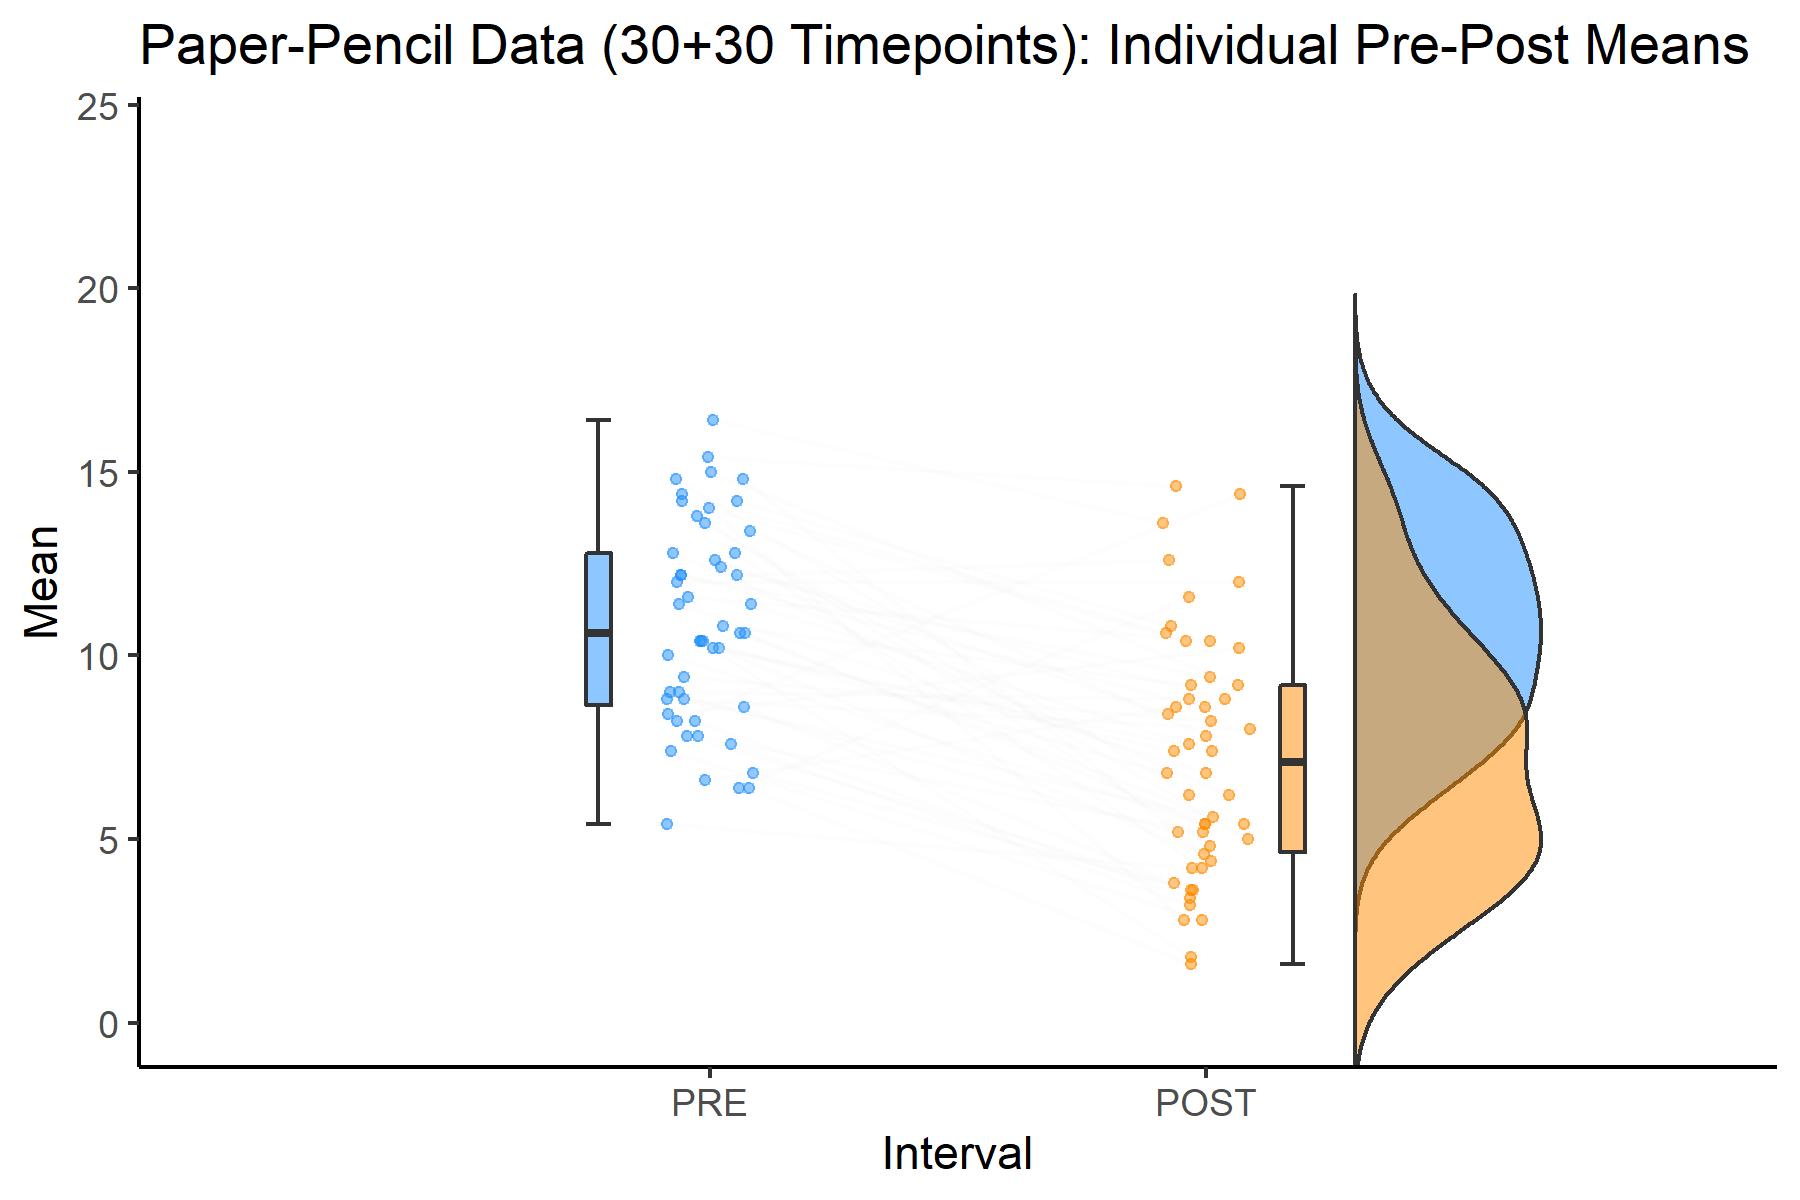 Paper-Pencil Data (30+30 Timepoints): Individual Pre-Post Means
25
20
15
10
5
0
Mean
PRE
POST
Interval